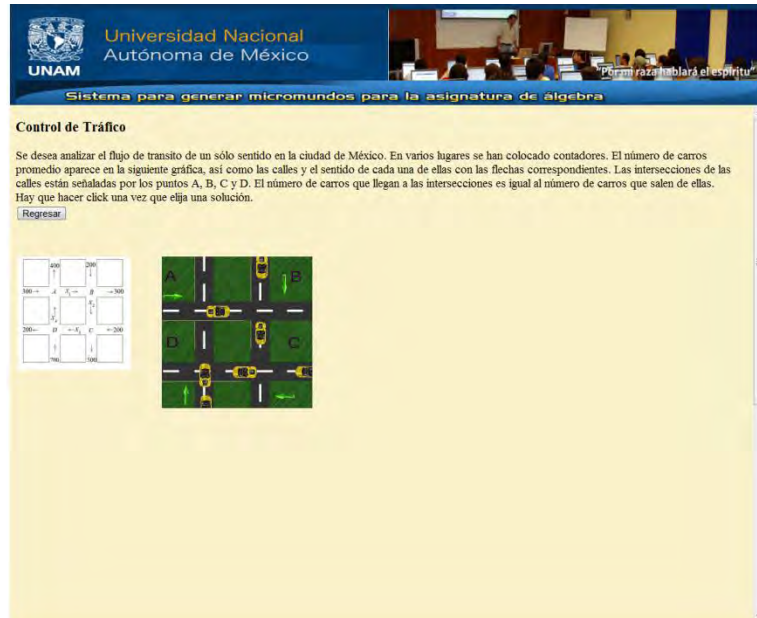 Universidad Nacional
Autónoma de México
UNAM
"Por mi raza hablará el espíritu"
Sistema para generar micromundos para la asignatura de álgebra
Control de Tráfico
Se desea analizar el flujo de transito de un sólo sentido en la ciudad de México. En varios lugares se han colocado contadores. El número de carros
promedio aparece en la siguiente gráfica, así como las calles y el sentido de cada una de ellas con las flechas correspondientes. Las intersecciones de las
calles están señaladas por los puntos A, B, C y D. El número de carros que llegan a las intersecciones es igual al número de carros que salen de ellas.
Hay que hacer click una vez que elija una solución.
Regresar
400 200
300→ A X₁→ B →300
200← D ←X₃ C ←200
700
A B
D C